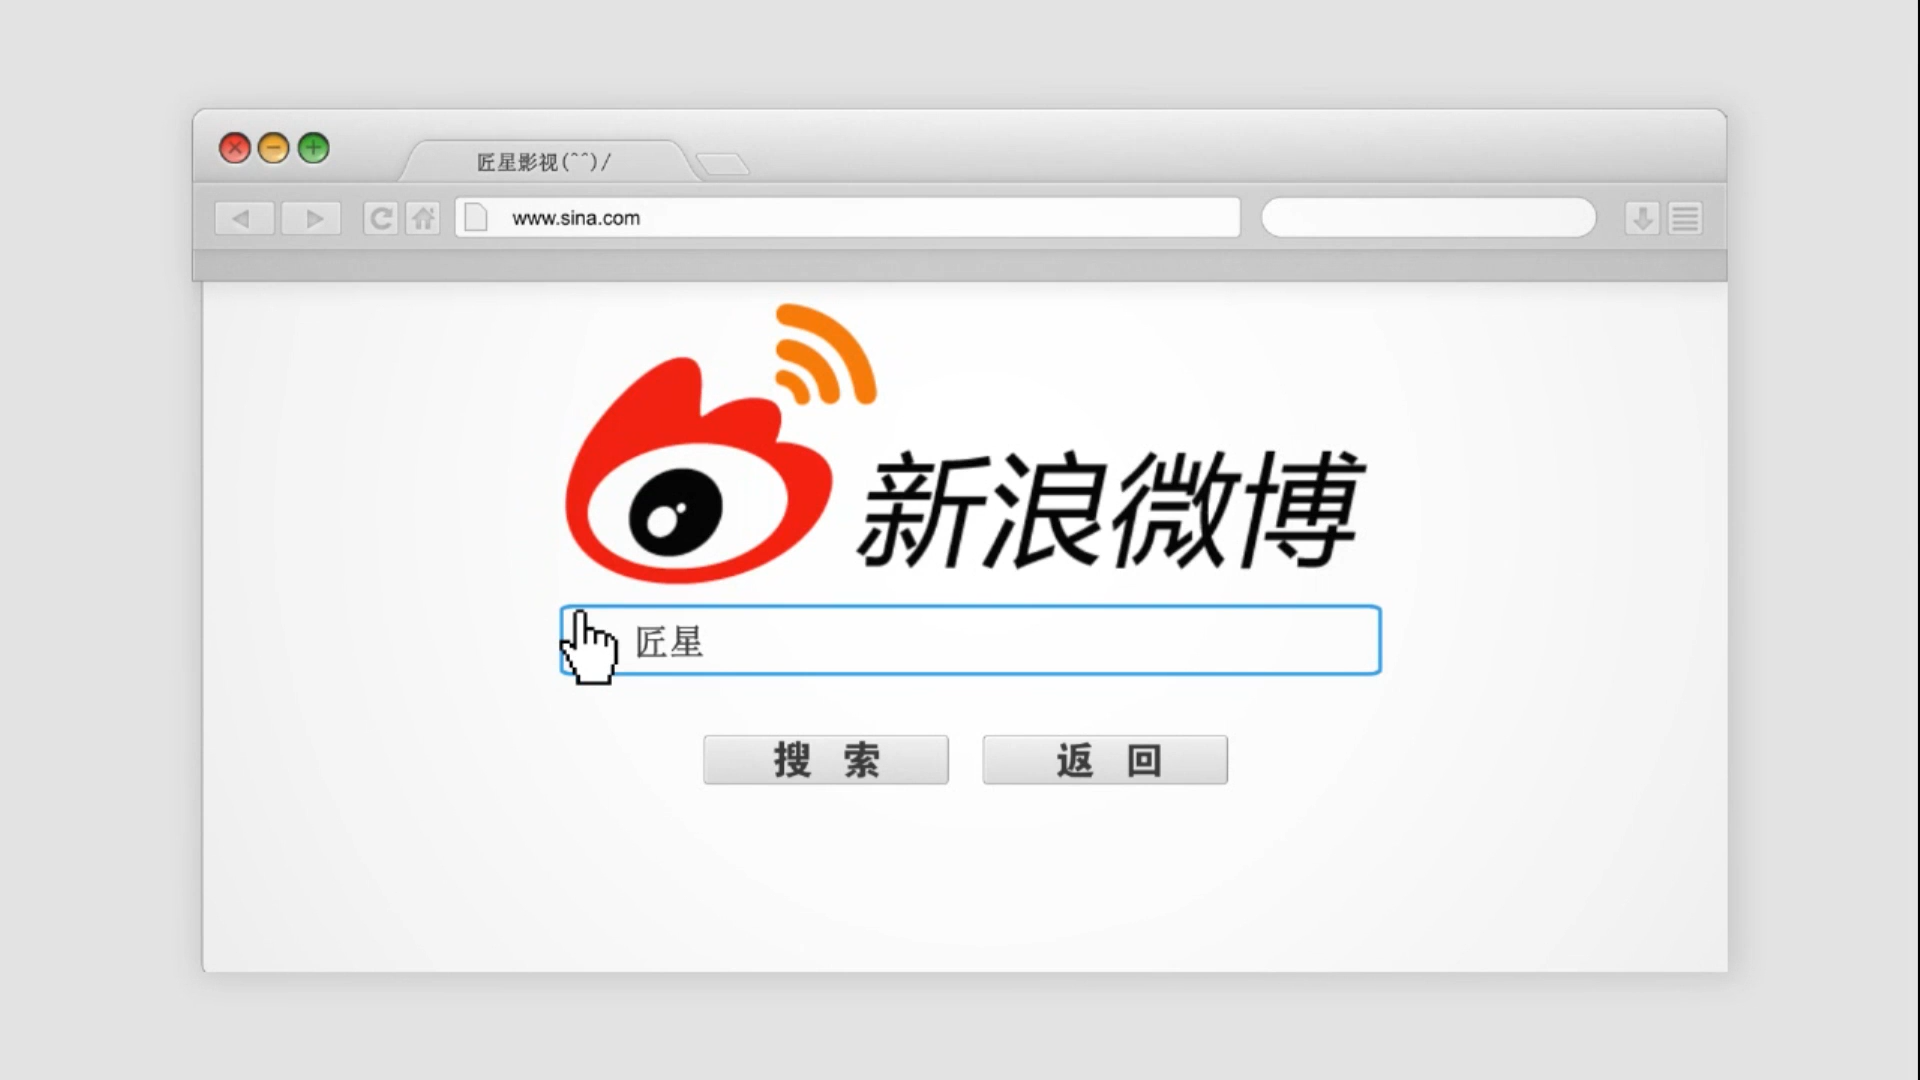 匠星影视(^^)/
www.sina.com
新浪微博
匠星
搜 索
返 回